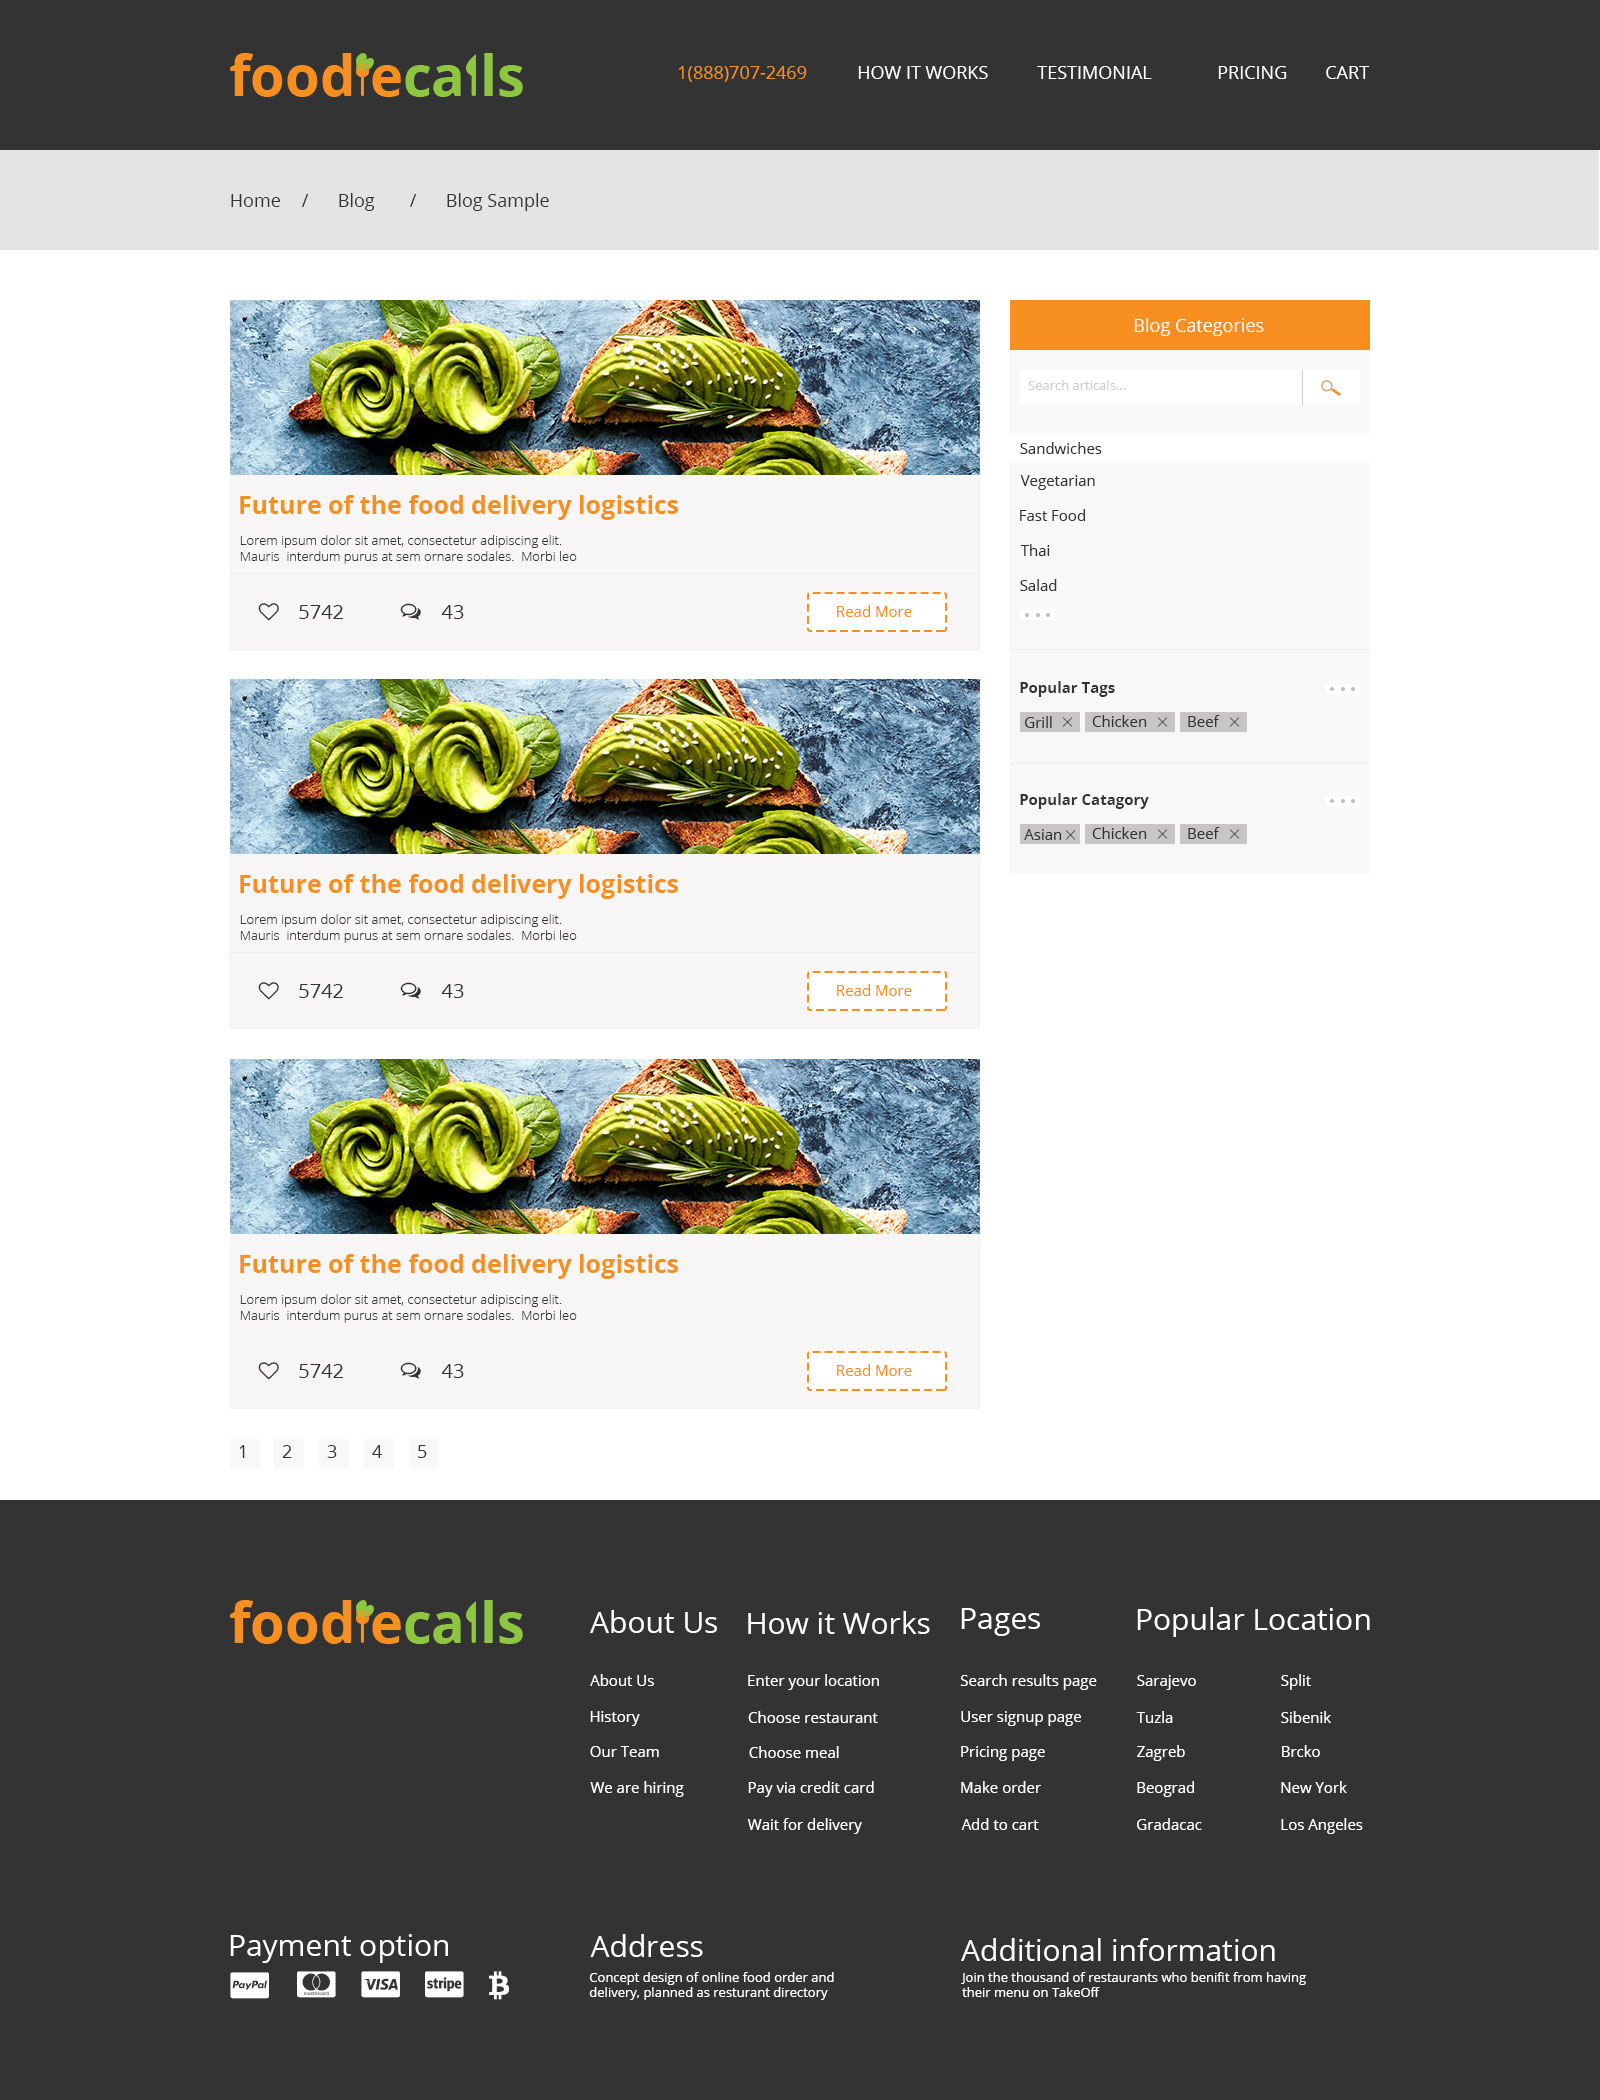 foodiecalls
1(888)707-2469 HOW IT WORKS TESTIMONIAL PRICING CART
Home / Blog / Blog Sample
Future of the food delivery logistics
Lorem ipsum dolor sit amet, consectetur adipiscing elit.
Mauris interdum purus at sem ornare sodales. Morbi leo
5742 43 Read More
Future of the food delivery logistics
Lorem ipsum dolor sit amet, consectetur adipiscing elit.
Mauris interdum purus at sem ornare sodales. Morbi leo
5742 43 Read More
Future of the food delivery logistics
Lorem ipsum dolor sit amet, consectetur adipiscing elit.
Mauris interdum purus at sem ornare sodales. Morbi leo
5742 43 Read More
1 2 3 4 5
Blog Categories
Search articals...
Sandwiches
Vegetarian
Fast Food
Thai
Salad
Popular Tags
Grill Chicken Beef
Popular Catagory
Asian Chicken Beef
foodiecalls
About Us
About Us
History
Our Team
We are hiring
How it Works
Enter your location
Choose restaurant
Choose meal
Pay via credit card
Wait for delivery
Pages
Search results page
User signup page
Pricing page
Make order
Add to cart
Popular Location
Sarajevo Split
Tuzla Sibenik
Zagreb Brcko
Beograd New York
Gradacac Los Angeles
Payment option
PayPal mastercard VISA stripe
Address
Concept design of online food order and
delivery, planned as resturant directory
Additional information
Join the thousand of restaurants who benifit from having
their menu on TakeOff